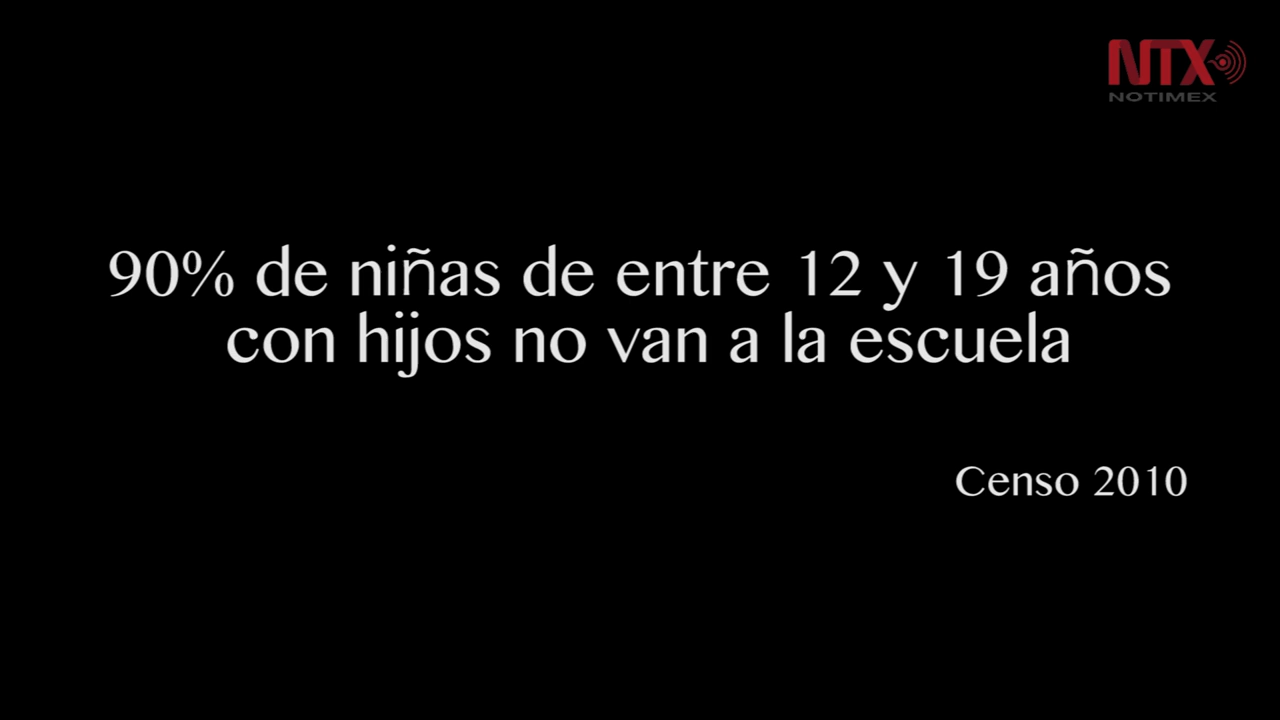 NTX
NOTIMEX
90% de niñas de entre 12 y 19 años
con hijos no van a la escuela
Censo 2010